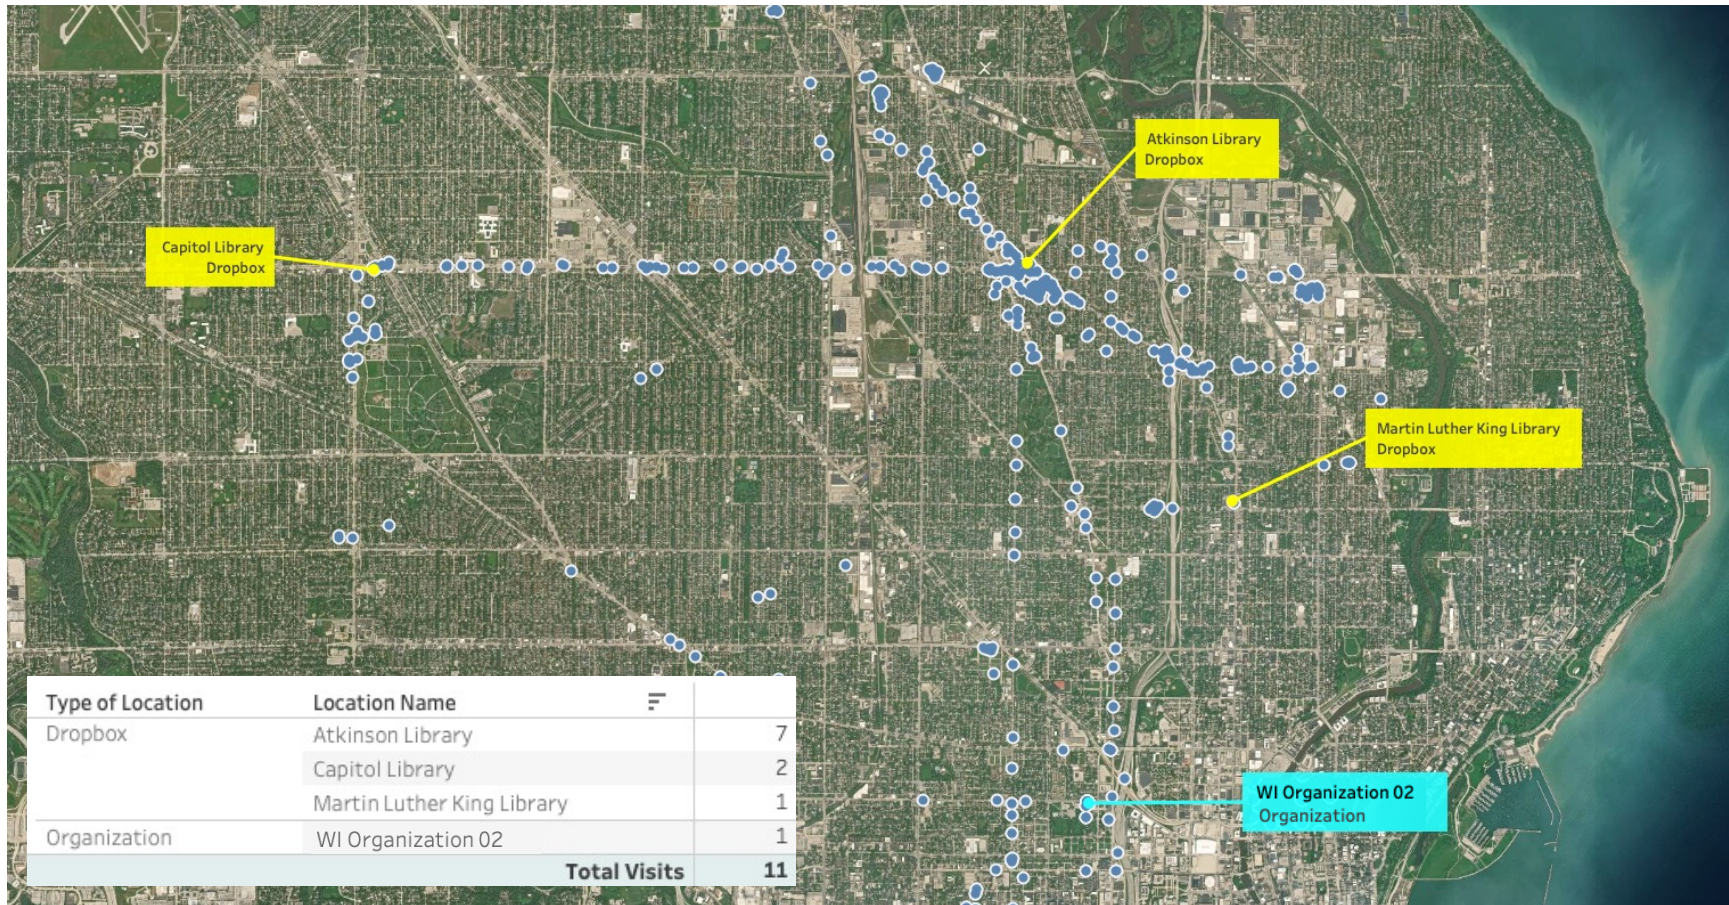 Atkinson Library
Dropbox
Capitol Library
Dropbox
Martin Luther King Library
Dropbox
WI Organization 02
Organization
Type of Location Location Name
Dropbox Atkinson Library 7
Capitol Library 2
Martin Luther King Library 1
Organization WI Organization 02 1
Total Visits 11